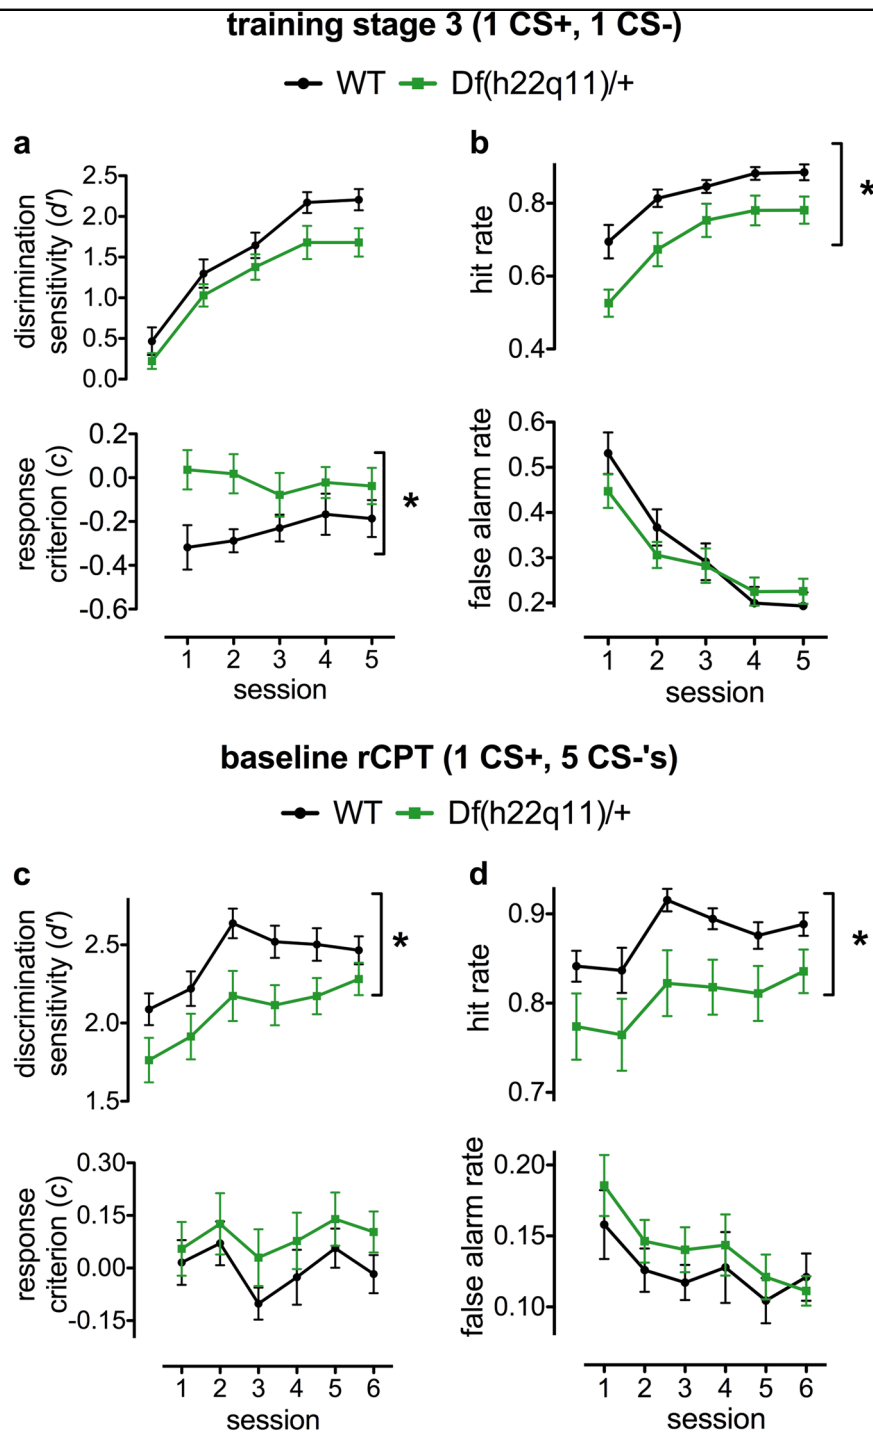 training stage 3 (1 CS+, 1 CS-)
WT Df(h22q11)/+
a
disrimination
sensitivity (d')
2.5
2.0
1.5
1.0
0.5
0.0
response
criterion (c)
0.2
0.0
-0.2
-0.4
-0.6
*
1 2 3 4 5
session
b
hit rate
0.8
0.6
0.4
*
false alarm rate
0.6
0.5
0.4
0.3
0.2
1 2 3 4 5
session
baseline rCPT (1 CS+, 5 CS-'s)
WT Df(h22q11)/+
c
discrimination
sensitivity (d')
2.5
2.0
1.5
*
response
criterion (c)
0.30
0.15
0.00
-0.15
1 2 3 4 5 6
session
d
hit rate
0.9
0.8
0.7
*
false alarm rate
0.20
0.15
0.10
1 2 3 4 5 6
session